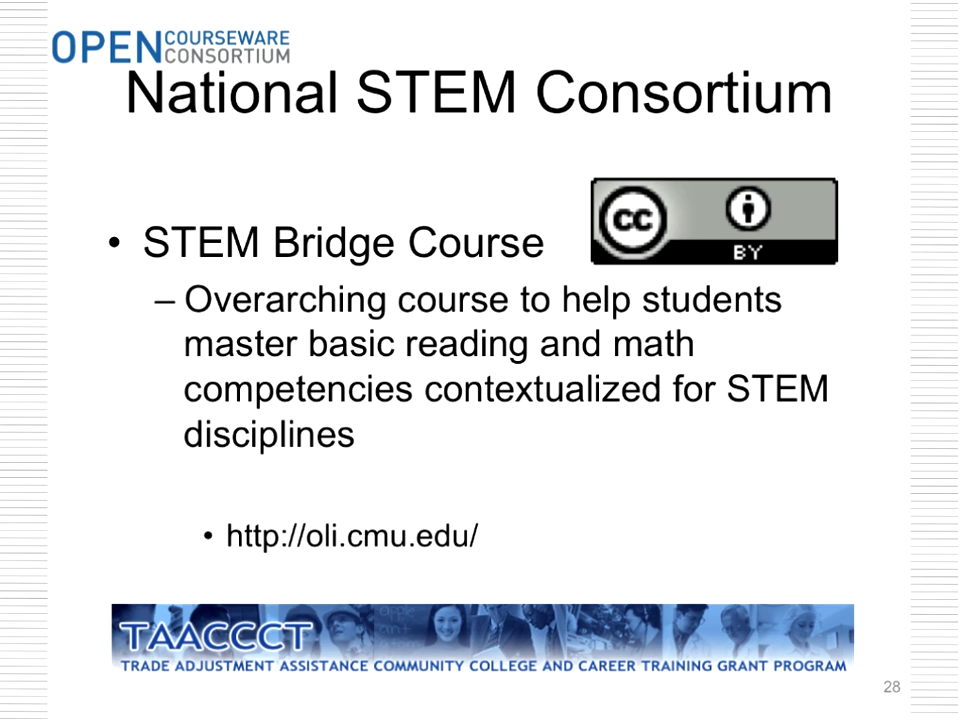 OPEN COURSEWARE CONSORTIUM
National STEM Consortium
cc
BY
• STEM Bridge Course
– Overarching course to help students
master basic reading and math
competencies contextualized for STEM
disciplines
• http://oli.cmu.edu/
TAACCCT
TRADE ADJUSTMENT ASSISTANCE COMMUNITY COLLEGE AND CAREER TRAINING GRANT PROGRAM
28